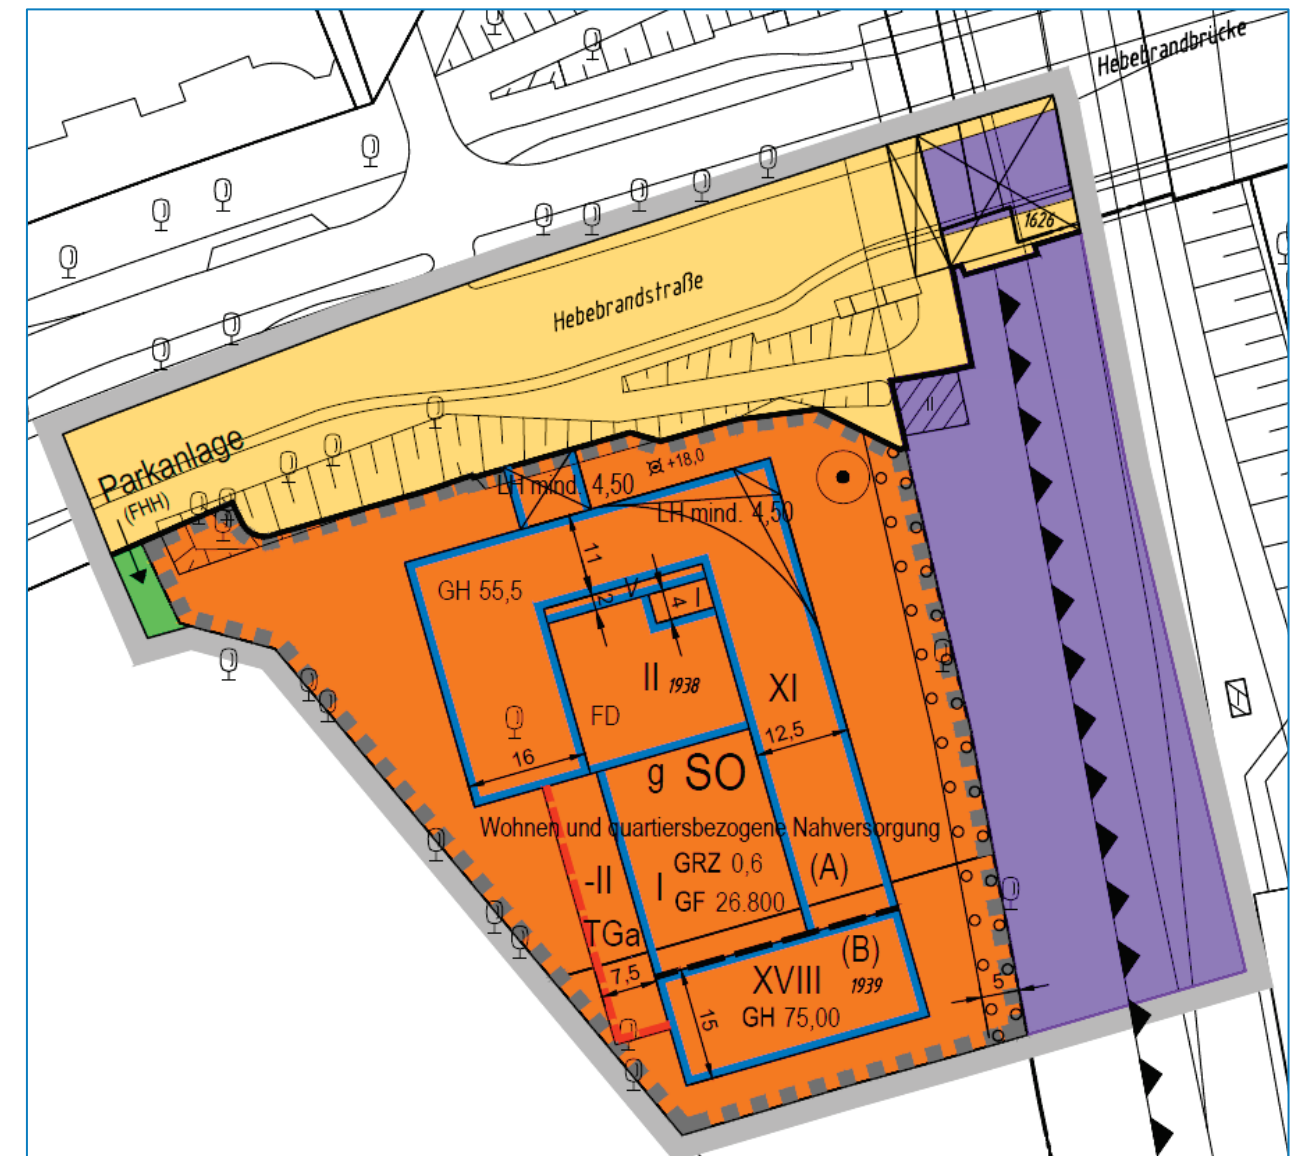 Hebebrandbrücke
1626
Hebebrandstraße
II
Parkanlage
(FHH)
+18,0
LH mind. 4,50
LH mind. 4,50
11
GH 55,5
V
2
4
I
II 1938
XI
FD
12,5
16
g SO
Wohnen und quartiersbezogene Nahversorgung
GRZ 0,6
(A)
-II
I
GF 26.800
TGa
(B)
7,5
XVIII 1939
5
15
GH 75,00